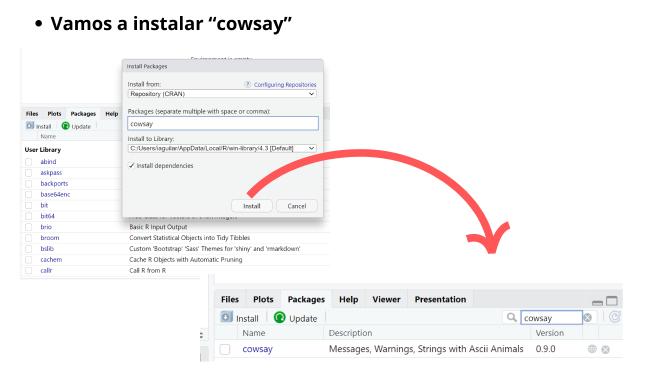 • Vamos a instalar “cowsay”
Install Packages
Install from:
Configuring Repositories
Repository (CRAN)
Packages (separate multiple with space or comma):
cowsay
Install to Library:
C:/Users/iaguilar/AppData/Local/R/win-library/4.3 [Default]
Install dependencies
Install Cancel
Files Plots Packages Help
Install Update
Name
User Library
abind
askpass
backports
base64enc
bit
bit64
brio Basic R Input Output
broom Convert Statistical Objects into Tidy Tibbles
bslib Custom 'Bootstrap' 'Sass' Themes for 'shiny' and 'rmarkdown'
cachem Cache R Objects with Automatic Pruning
callr Call R from R
Files Plots Packages Help Viewer Presentation
Install Update cowsay
Name Description Version
cowsay Messages, Warnings, Strings with Ascii Animals 0.9.0